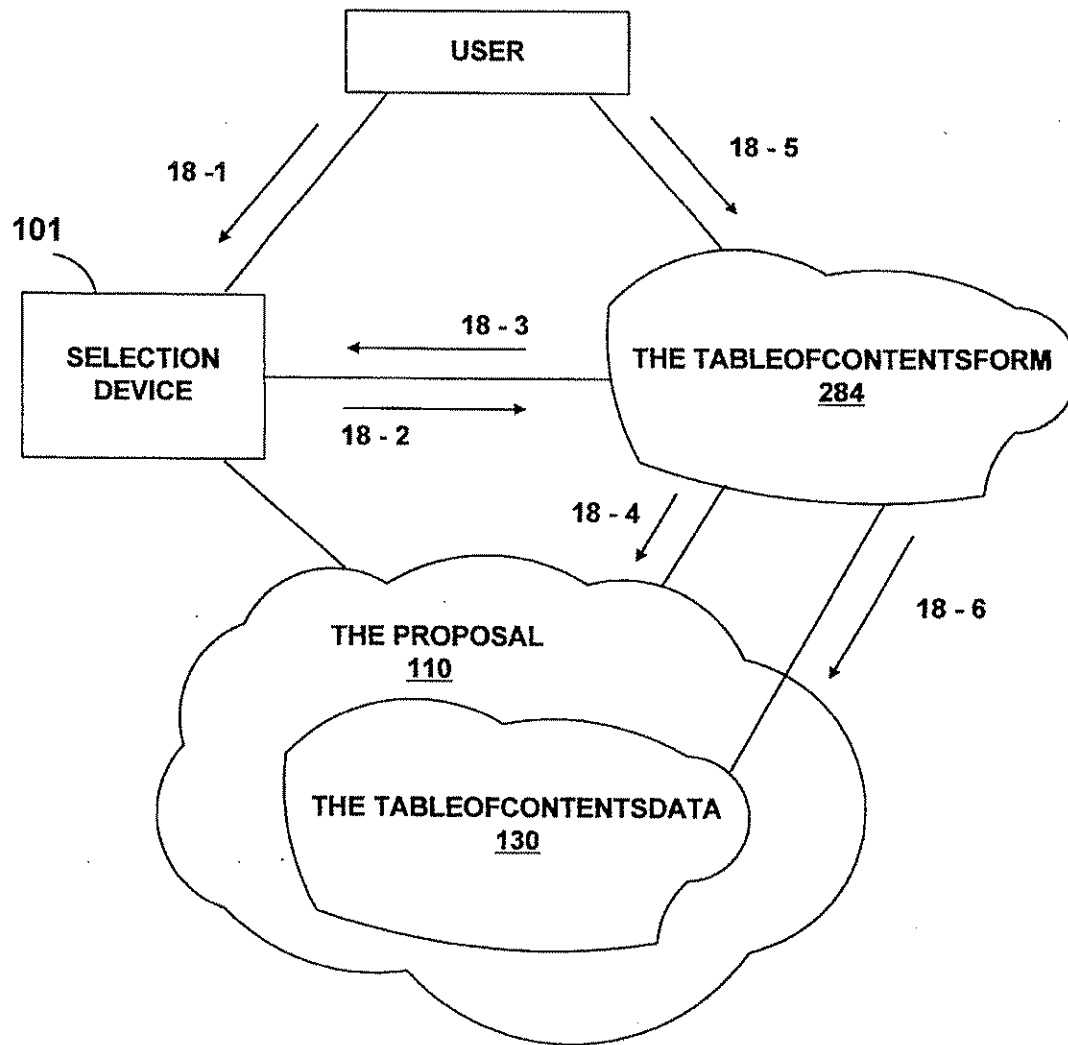 USER
18 -1
18 - 5
101
SELECTION
DEVICE
18 - 3
18 - 2
THE TABLEOFCONTENTSFORM
284
18 - 4
18 - 6
THE PROPOSAL
110
THE TABLEOFCONTENTSDATA
130